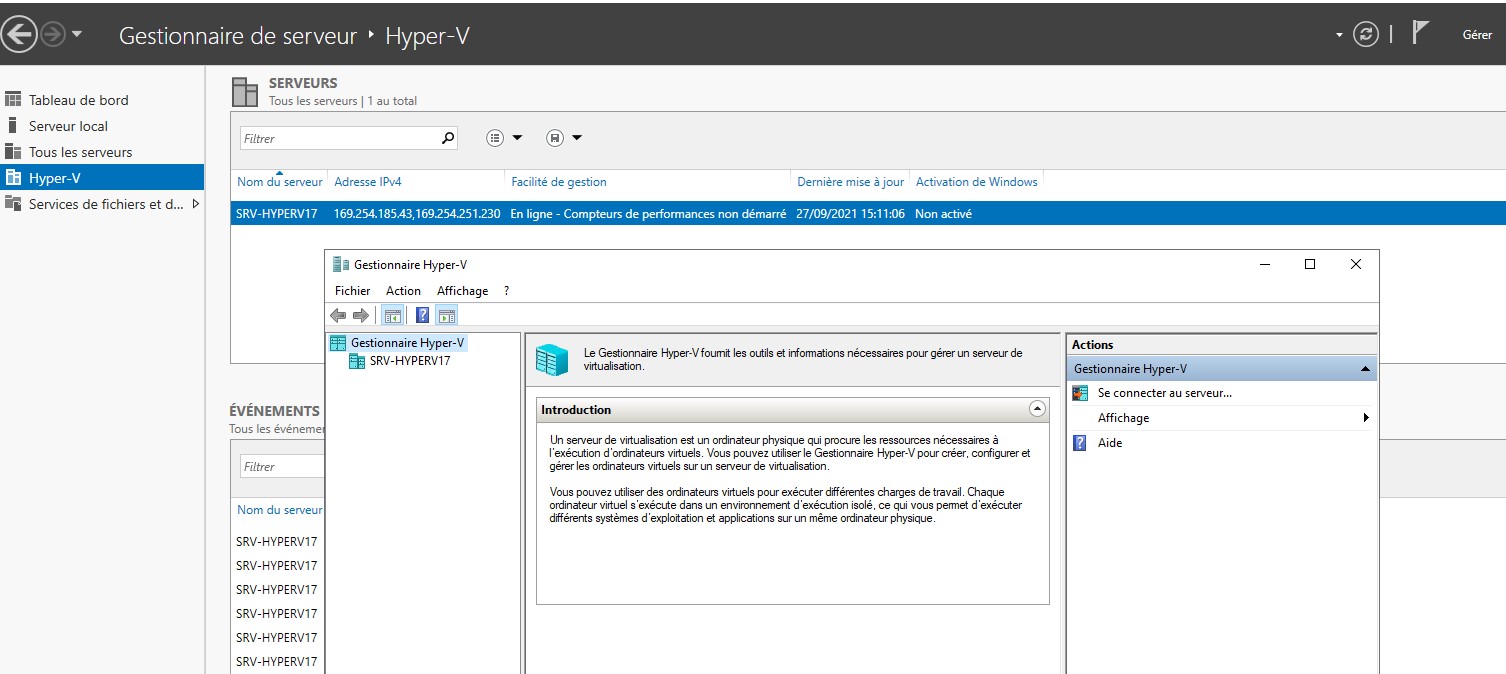 Gestionnaire de serveur ‣ Hyper-V
Gérer
Tableau de bord
Serveur local
Tous les serveurs
Hyper-V
Services de fichiers et d...
SERVEURS
Tous les serveurs | 1 au total
Filtrer
Nom du serveur Adresse IPv4 Facilité de gestion Dernière mise à jour Activation de Windows
SRV-HYPERV17 169.254.185.43,169.254.251.230 En ligne - Compteurs de performances non démarré 27/09/2021 15:11:06 Non activé
ÉVÉNEMENTS
Tous les événemer
Filtrer
Nom du serveur
SRV-HYPERV17
SRV-HYPERV17
SRV-HYPERV17
SRV-HYPERV17
SRV-HYPERV17
SRV-HYPERV17
Gestionnaire Hyper-V
Fichier Action Affichage ?
Gestionnaire Hyper-V
SRV-HYPERV17
Le Gestionnaire Hyper-V fournit les outils et informations nécessaires pour gérer un serveur de
virtualisation.
Introduction
Un serveur de virtualisation est un ordinateur physique qui procure les ressources nécessaires à
l'exécution d'ordinateurs virtuels. Vous pouvez utiliser le Gestionnaire Hyper-V pour créer, configurer et
gérer les ordinateurs virtuels sur un serveur de virtualisation.
Vous pouvez utiliser des ordinateurs virtuels pour exécuter différentes charges de travail. Chaque
ordinateur virtuel s'exécute dans un environnement d'exécution isolé, ce qui vous permet d'exécuter
différents systèmes d'exploitation et applications sur un même ordinateur physique.
Actions
Gestionnaire Hyper-V
Se connecter au serveur...
Affichage
Aide